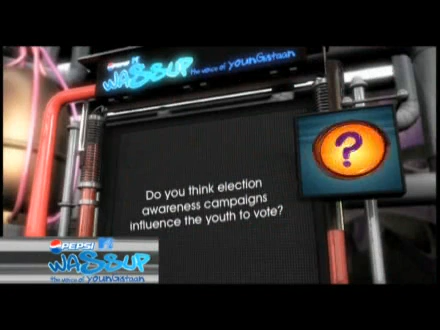 PEPSI
WASSUP the voice of YOUNGistaan
?
Do you think election
awareness campaigns
influence the youth to vote?
PEPSI
WASSUP
the voice of YOUNGistaan